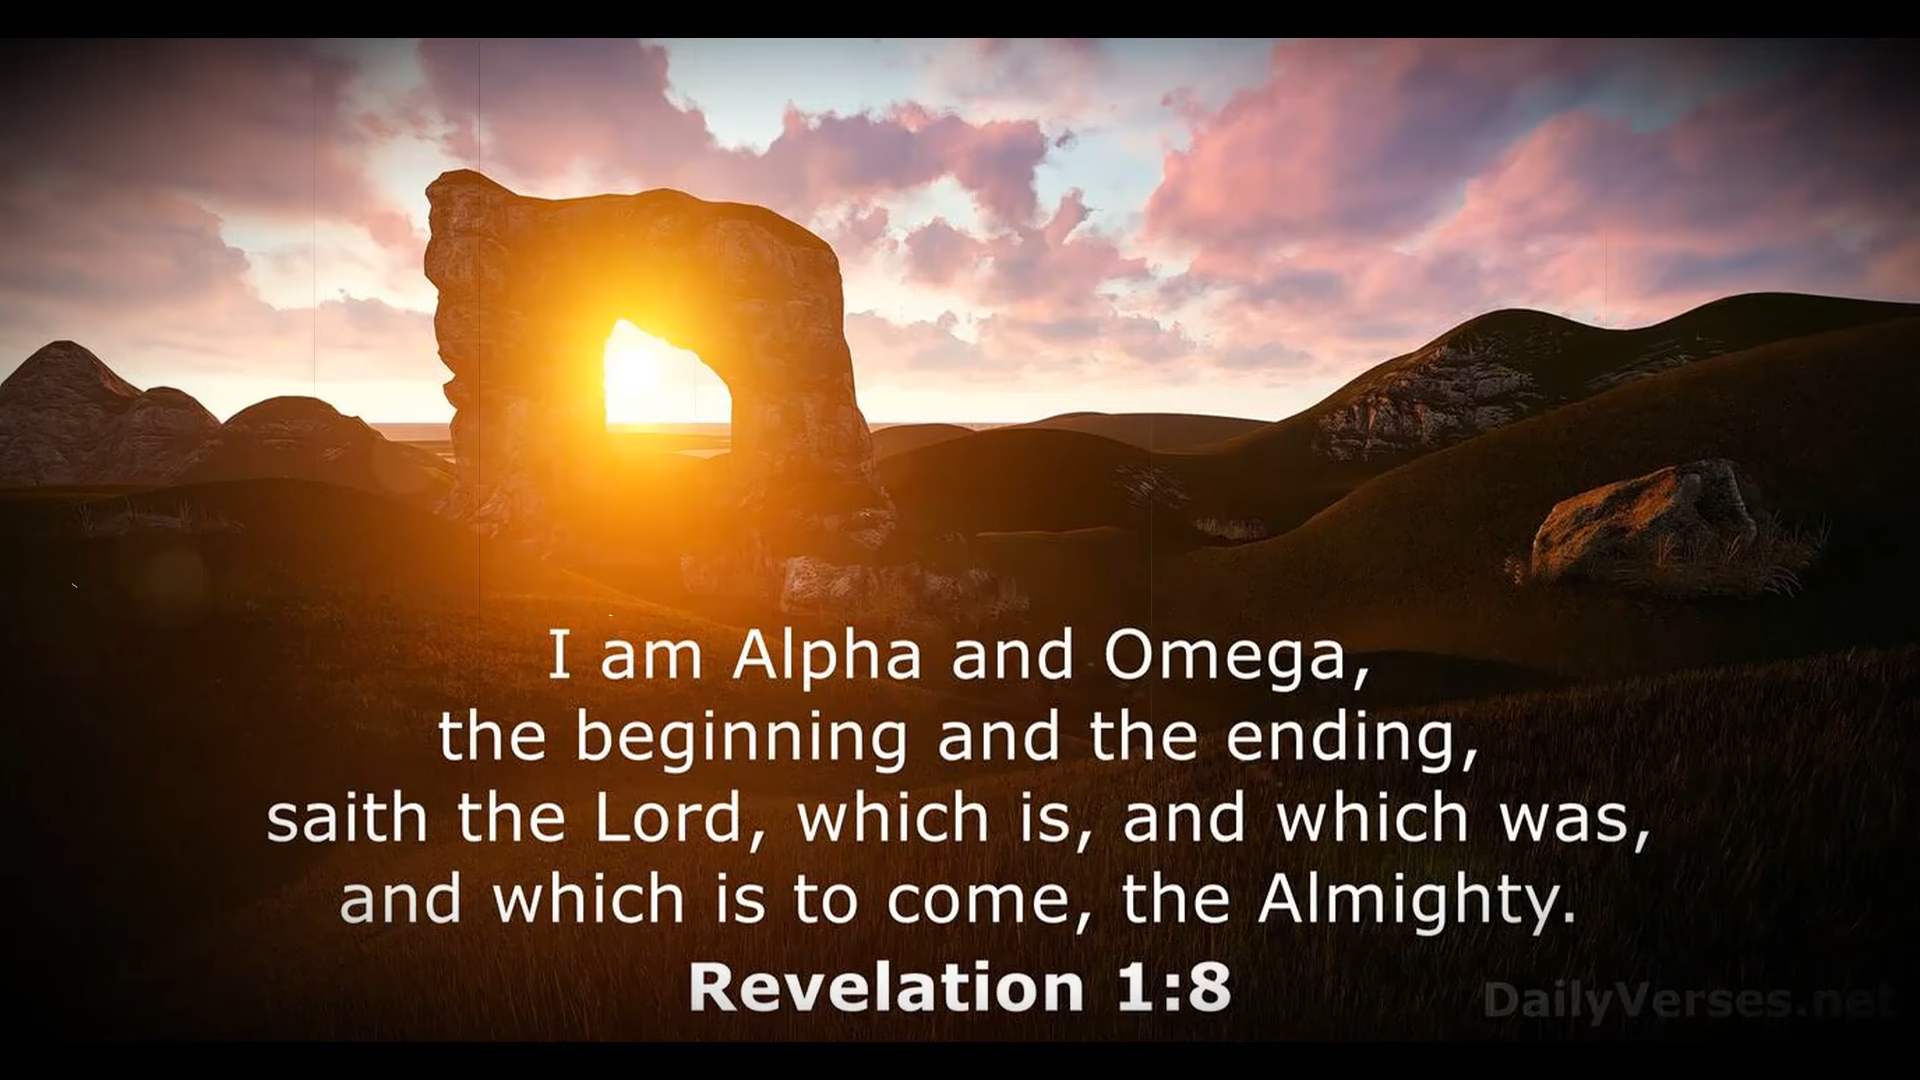 I am Alpha and Omega,
the beginning and the ending,
saith the Lord, which is, and which was,
and which is to come, the Almighty.
Revelation 1:8
DailyVerses.net